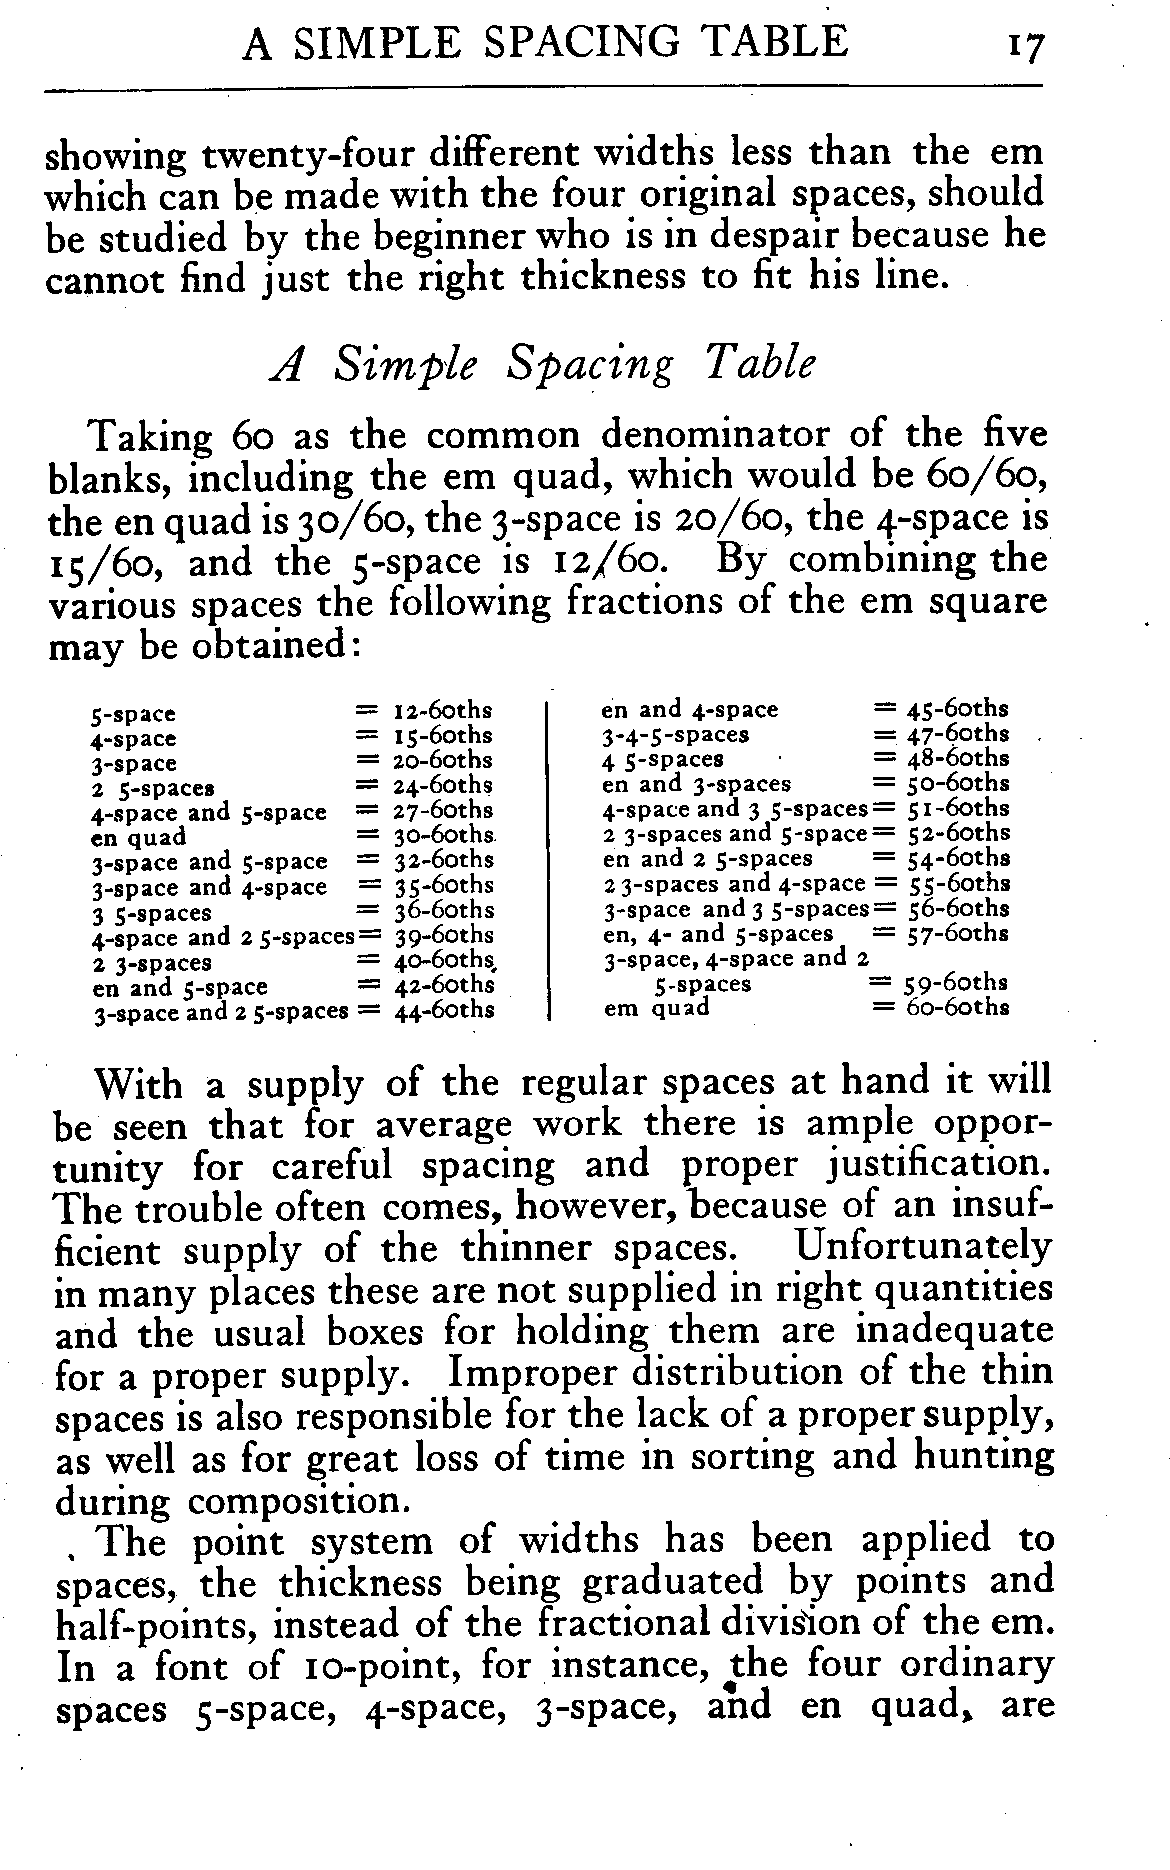 A SIMPLE SPACING TABLE 17
showing twenty-four different widths less than the em
which can be made with the four original spaces, should
be studied by the beginner who is in despair because he
cannot find just the right thickness to fit his line.
A Simple Spacing Table
Taking 60 as the common denominator of the five
blanks, including the em quad, which would be 60/60,
the en quad is 30/60, the 3-space is 20/60, the 4-space is
15/60, and the 5-space is 12/60. By combining the
various spaces the following fractions of the em square
may be obtained:
5-space = 12-60ths
4-space = 15-60ths
3-space = 20-60ths
2 5-spaces = 24-60ths
4-space and 5-space = 27-60ths
en quad = 30-60ths
3-space and 5-space = 32-60ths
3-space and 4-space = 35-60ths
3 5-spaces = 36-60ths
4-space and 2 5-spaces = 39-60ths
2 3-spaces = 40-60ths
en and 5-space = 42-60ths
3-space and 2 5-spaces = 44-60ths
en and 4-space = 45-60ths
3-4-5-spaces = 47-60ths
4 5-spaces = 48-60ths
en and 3-spaces = 50-60ths
4-space and 3 5-spaces = 51-60ths
2 3-spaces and 5-space = 52-60ths
en and 2 5-spaces = 54-60ths
2 3-spaces and 4-space = 55-60ths
3-space and 3 5-spaces = 56-60ths
en, 4- and 5-spaces = 57-60ths
3-space, 4-space and 2
5-spaces = 59-60ths
em quad = 60-60ths
With a supply of the regular spaces at hand it will
be seen that for average work there is ample oppor-
tunity for careful spacing and proper justification.
The trouble often comes, however, because of an insuf-
ficient supply of the thinner spaces. Unfortunately
in many places these are not supplied in right quantities
and the usual boxes for holding them are inadequate
for a proper supply. Improper distribution of the thin
spaces is also responsible for the lack of a proper supply,
as well as for great loss of time in sorting and hunting
during composition.
The point system of widths has been applied to
spaces, the thickness being graduated by points and
half-points, instead of the fractional division of the em.
In a font of 10-point, for instance, the four ordinary
spaces 5-space, 4-space, 3-space, and en quad, are